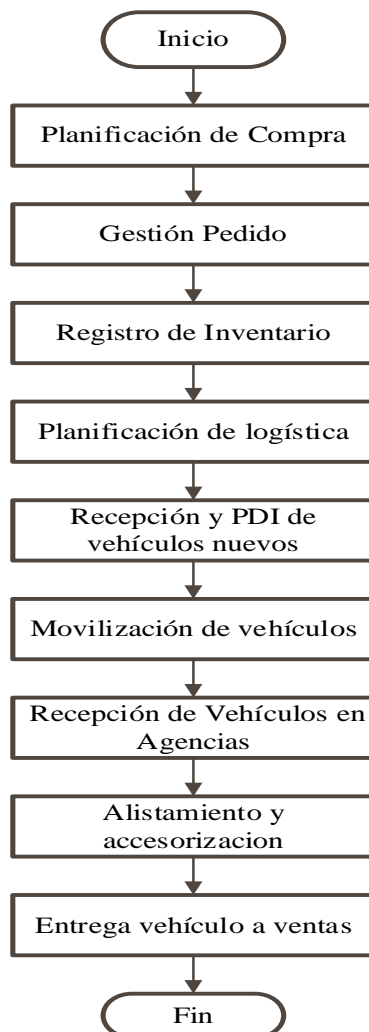 Inicio
Planificación de Compra
Gestión Pedido
Registro de Inventario
Planificación de logística
Recepción y PDI de
vehículos nuevos
Movilización de vehículos
Recepción de Vehículos en
Agencias
Alistamiento y
accesorizacion
Entrega vehículo a ventas
Fin